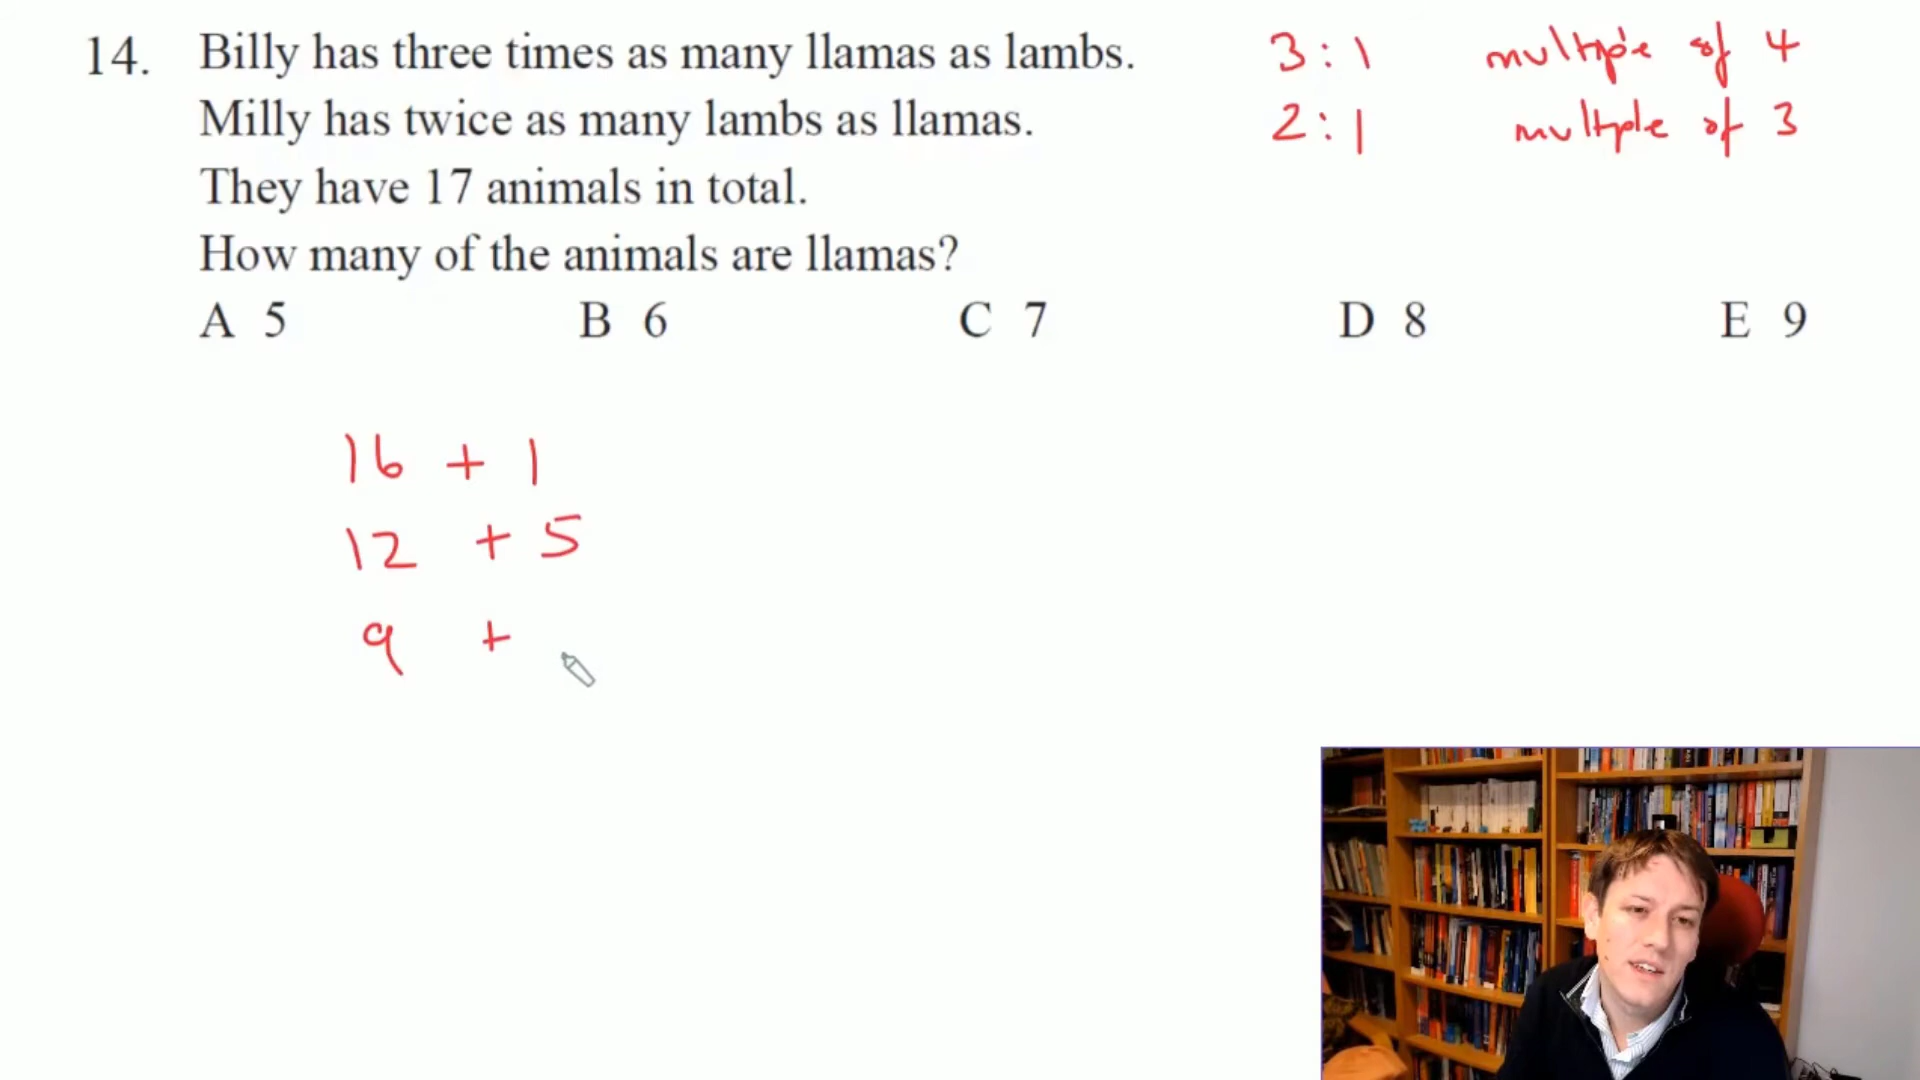 14. Billy has three times as many llamas as lambs. 3 : 1 multiple of 4
Milly has twice as many lambs as llamas. 2 : 1 multiple of 3
They have 17 animals in total.
How many of the animals are llamas?
A 5 B 6 C 7 D 8 E 9
16 + 1
12 + 5
9 +